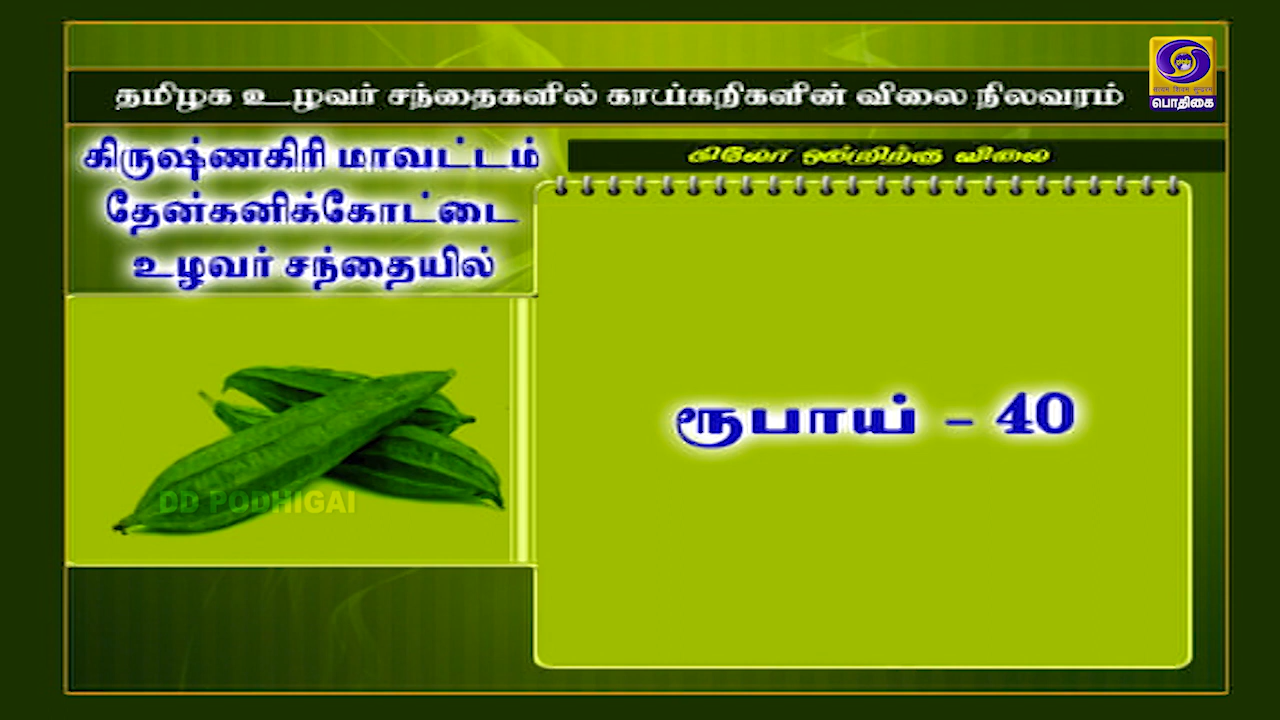 தமிழக உழவர் சந்தைகளில் காய்கறிகளின் விலை நிலவரம்
பொதிகை
கிருஷ்ணகிரி மாவட்டம்
தேன்கனிக்கோட்டை
உழவர் சந்தையில்
கிலோ ஒன்றிற்கு விலை
ரூபாய் - 40
DD PODHIGAI